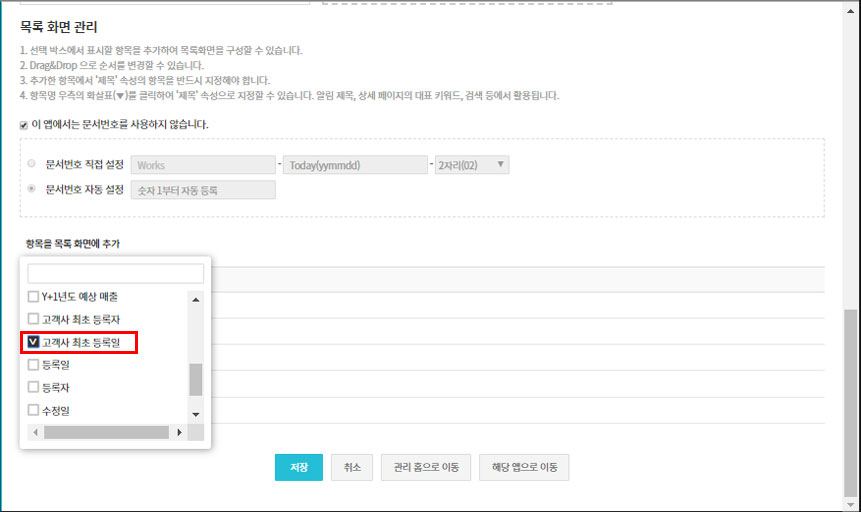 목록 화면 관리
1. 선택 박스에서 표시할 항목을 추가하여 목록화면을 구성할 수 있습니다.
2. Drag&Drop 으로 순서를 변경할 수 있습니다.
3. 추가한 항목에서 '제목' 속성의 항목을 반드시 지정해야 합니다.
4. 항목명 우측의 화살표(▼)를 클릭하여 '제목' 속성으로 지정할 수 있습니다. 알림 제목, 상세 페이지의 대표 키워드, 검색 등에서 활용됩니다.
이 앱에서는 문서번호를 사용하지 않습니다.
문서번호 직접 설정 Works - Today(yymmdd) - 2자리(02) ▼
문서번호 자동 설정 숫자 1부터 자동 등록
항목을 목록 화면에 추가
Y+1년도 예상 매출
고객사 최초 등록자
고객사 최초 등록일
등록일
등록자
수정일
저장 취소 관리 홈으로 이동 해당 앱으로 이동